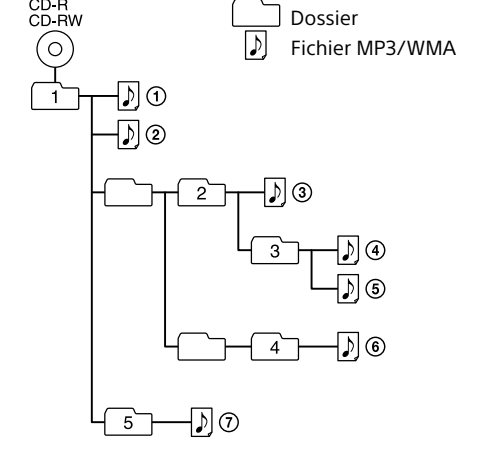 CD-R
CD-RW
Dossier
Fichier MP3/WMA
1 ①
②
2 ③
3 ④
⑤
4 ⑥
5 ⑦